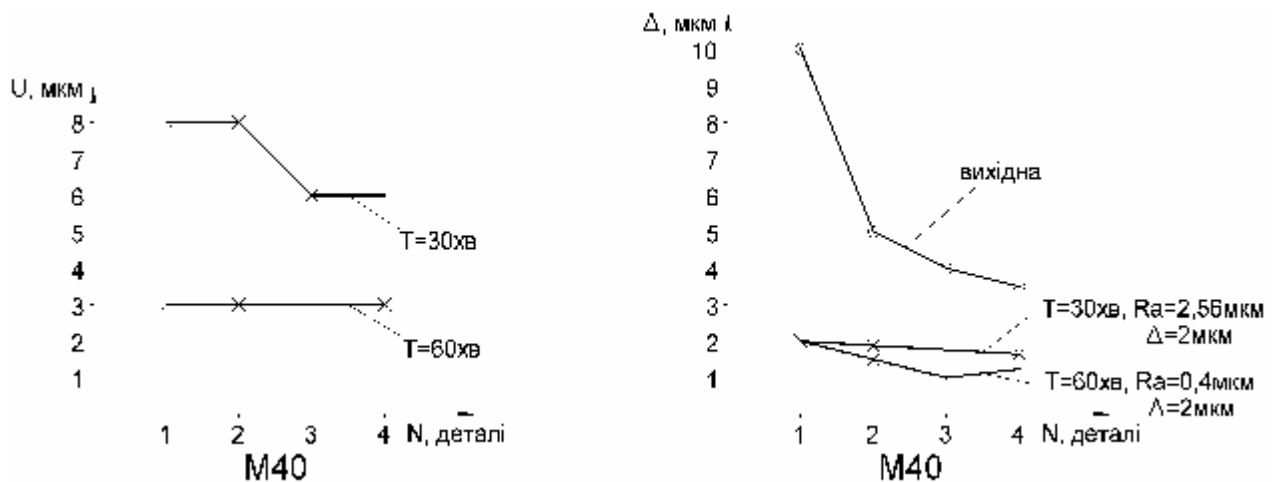 U, мкм
8
7
6
5
4
3
2
1
T=30хв
T=60хв
1 2 3 4 N, деталі
М40
Δ, мкм
10
9
8
7
6
5
4
3
2
1
вихідна
T=30хв, Ra=2,56мкм
Δ=2мкм
T=60хв, Ra=0,4мкм
Δ=2мкм
1 2 3 4 N, деталі
М40